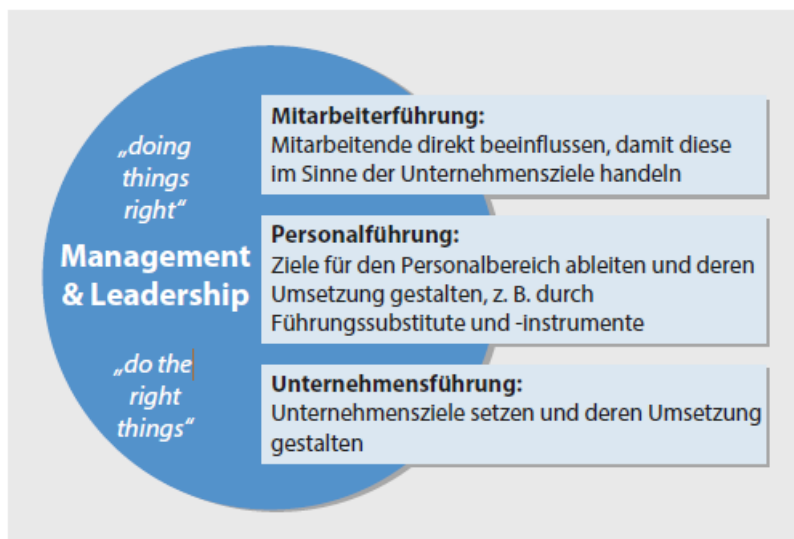 „doing
things
right“
Management
& Leadership
„do the
right
things“
Mitarbeiterführung:
Mitarbeitende direkt beeinflussen, damit diese
im Sinne der Unternehmensziele handeln
Personalführung:
Ziele für den Personalbereich ableiten und deren
Umsetzung gestalten, z. B. durch
Führungssubstitute und -instrumente
Unternehmensführung:
Unternehmensziele setzen und deren Umsetzung
gestalten